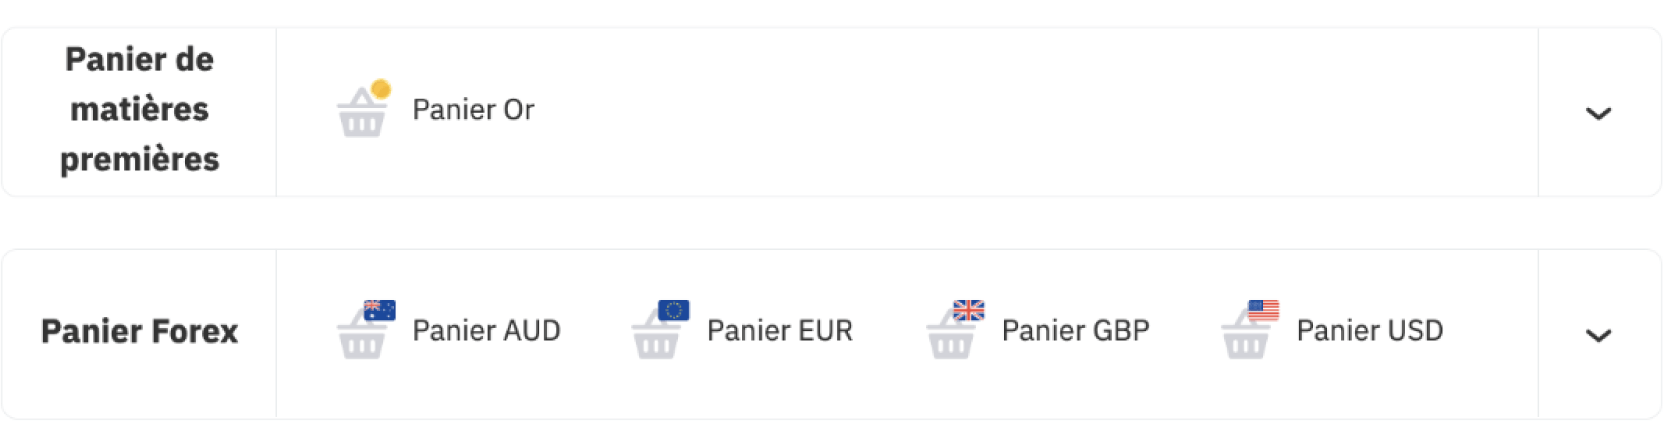 Panier de
matières
premières
Panier Or
Panier Forex
Panier AUD
Panier EUR
Panier GBP
Panier USD